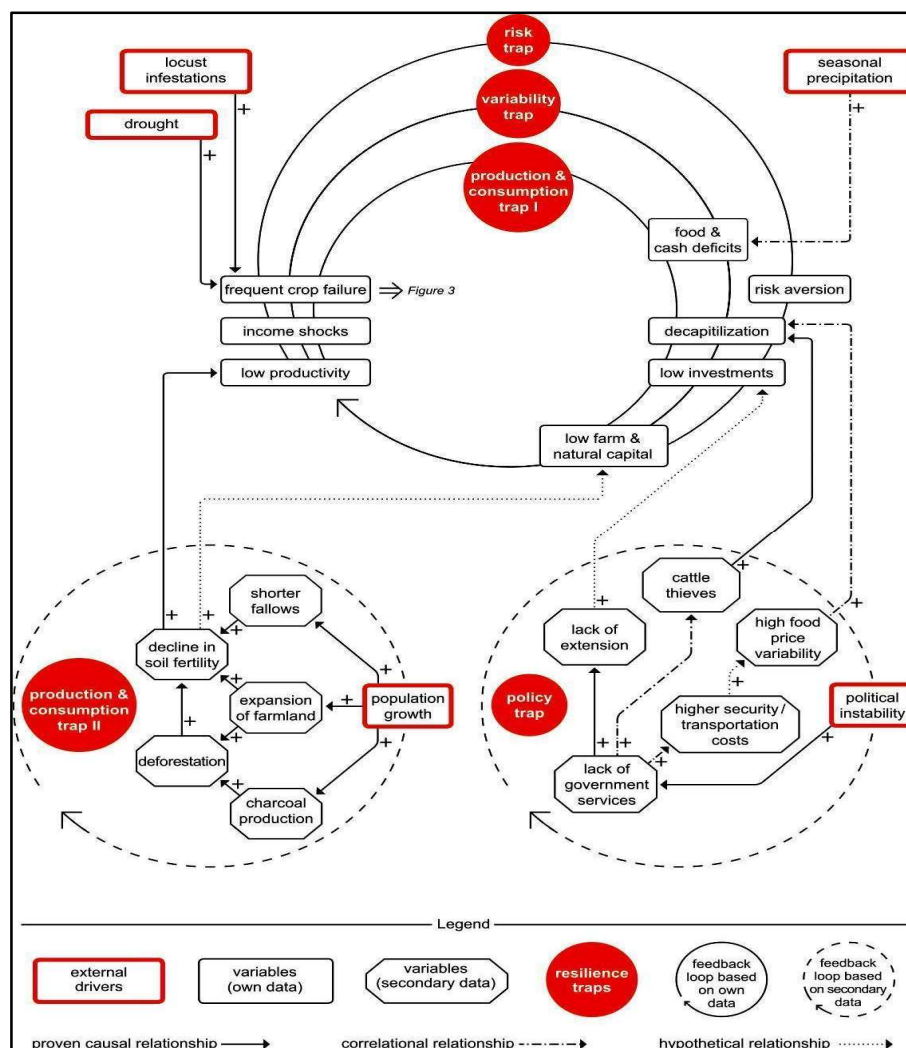 risk
trap
locust
infestations
seasonal
precipitation
+
+
variability
trap
drought
+
production &
consumption
trap I
food &
cash deficits
frequent crop failure
Figure 3
risk aversion
income shocks
decapitilization
low productivity
low investments
low farm &
natural capital
shorter
fallows
+
+
+
decline in
soil fertility
+
+
production &
consumption
trap II
expansion
of farmland
+
+
population
growth
+
+
deforestation
+
charcoal
production
cattle
thieves
+
+
lack of
extension
high food
price
variability
+
+
policy
trap
higher security/
transportation
costs
political
instability
+
+
+
+
lack of
government
services
Legend
external
drivers
variables
(own data)
variables
(secondary data)
resilience
traps
feedback
loop based
on own
data
feedback
loop based
on secondary
data
proven causal relationship
correlational relationship
hypothetical relationship